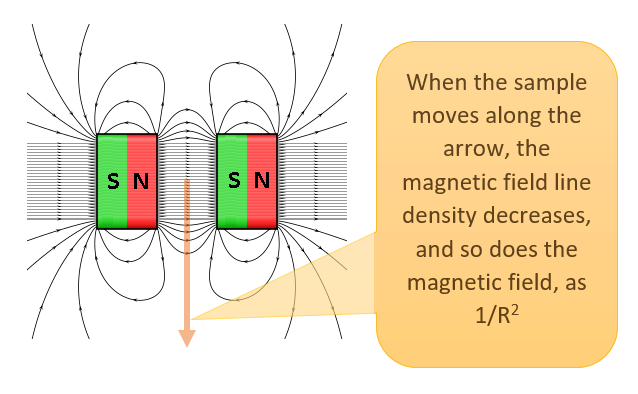 When the sample
moves along the
arrow, the
magnetic field line
density decreases,
and so does the
magnetic field, as
1/R²
S N
S N